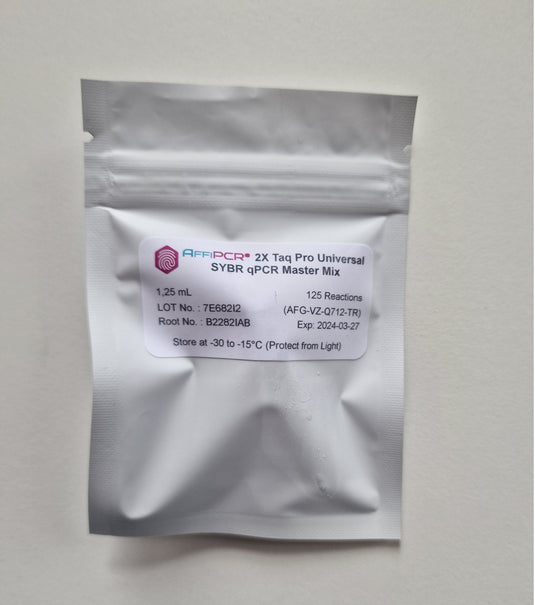 AFFIPCR® 2X Taq Pro Universal
SYBR qPCR Master Mix
1,25 mL 125 Reactions
LOT No. : 7E682I2 (AFG-VZ-Q712-TR)
Root No. : B2282IAB Exp: 2024-03-27
Store at -30 to -15°C (Protect from Light)